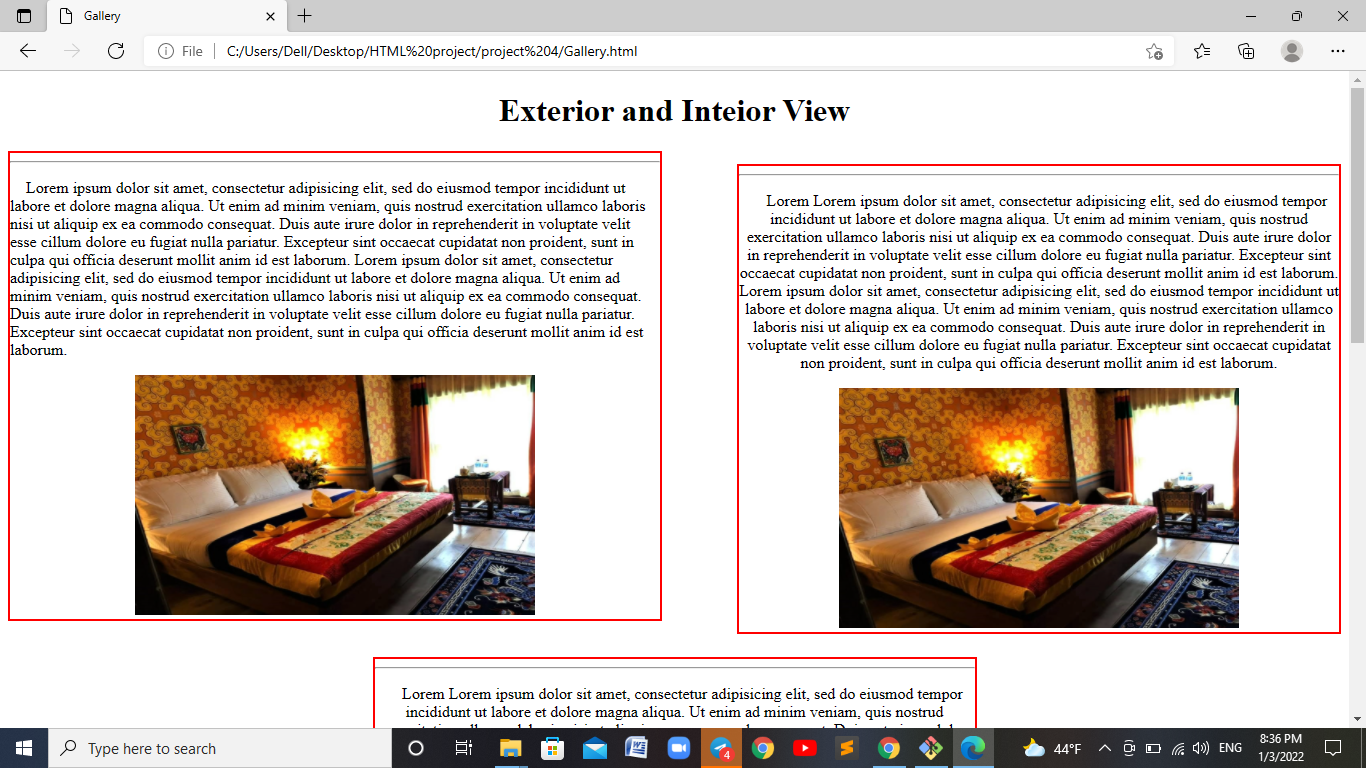 Gallery
File
C:/Users/Dell/Desktop/HTML%20project/project%204/Gallery.html
Exterior and Inteior View
Lorem ipsum dolor sit amet, consectetur adipisicing elit, sed do eiusmod tempor incididunt ut
labore et dolore magna aliqua. Ut enim ad minim veniam, quis nostrud exercitation ullamco laboris
nisi ut aliquip ex ea commodo consequat. Duis aute irure dolor in reprehenderit in voluptate velit
esse cillum dolore eu fugiat nulla pariatur. Excepteur sint occaecat cupidatat non proident, sunt in
culpa qui officia deserunt mollit anim id est laborum. Lorem ipsum dolor sit amet, consectetur
adipisicing elit, sed do eiusmod tempor incididunt ut labore et dolore magna aliqua. Ut enim ad
minim veniam, quis nostrud exercitation ullamco laboris nisi ut aliquip ex ea commodo consequat.
Duis aute irure dolor in reprehenderit in voluptate velit esse cillum dolore eu fugiat nulla pariatur.
Excepteur sint occaecat cupidatat non proident, sunt in culpa qui officia deserunt mollit anim id est
laborum.
Lorem Lorem ipsum dolor sit amet, consectetur adipisicing elit, sed do eiusmod tempor
incididunt ut labore et dolore magna aliqua. Ut enim ad minim veniam, quis nostrud
exercitation ullamco laboris nisi ut aliquip ex ea commodo consequat. Duis aute irure dolor
in reprehenderit in voluptate velit esse cillum dolore eu fugiat nulla pariatur. Excepteur sint
occaecat cupidatat non proident, sunt in culpa qui officia deserunt mollit anim id est laborum.
Lorem ipsum dolor sit amet, consectetur adipisicing elit, sed do eiusmod tempor incididunt ut
labore et dolore magna aliqua. Ut enim ad minim veniam, quis nostrud exercitation ullamco
laboris nisi ut aliquip ex ea commodo consequat. Duis aute irure dolor in reprehenderit in
voluptate velit esse cillum dolore eu fugiat nulla pariatur. Excepteur sint occaecat cupidatat
non proident, sunt in culpa qui officia deserunt mollit anim id est laborum.
Lorem Lorem ipsum dolor sit amet, consectetur adipisicing elit, sed do eiusmod tempor
incididunt ut labore et dolore magna aliqua. Ut enim ad minim veniam, quis nostrud
Type here to search
4
44°F
ENG
8:36 PM
1/3/2022